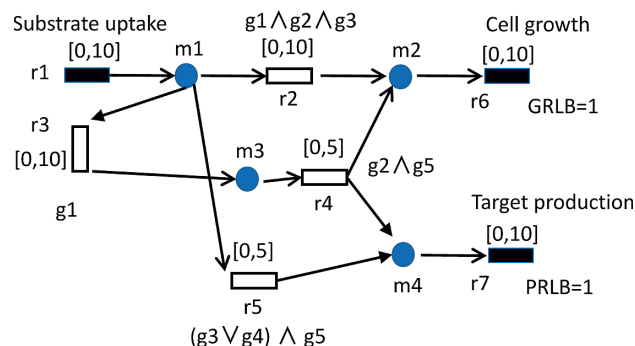 Substrate uptake
g1∧g2∧g3
Cell growth
[0,10]
m1
[0,10]
m2
[0,10]
r1
r2
r6
GRLB=1
r3
[0,10]
g1
m3
[0,5]
r4
g2∧g5
Target production
[0,10]
[0,5]
r5
m4
r7
PRLB=1
(g3∨g4) ∧ g5